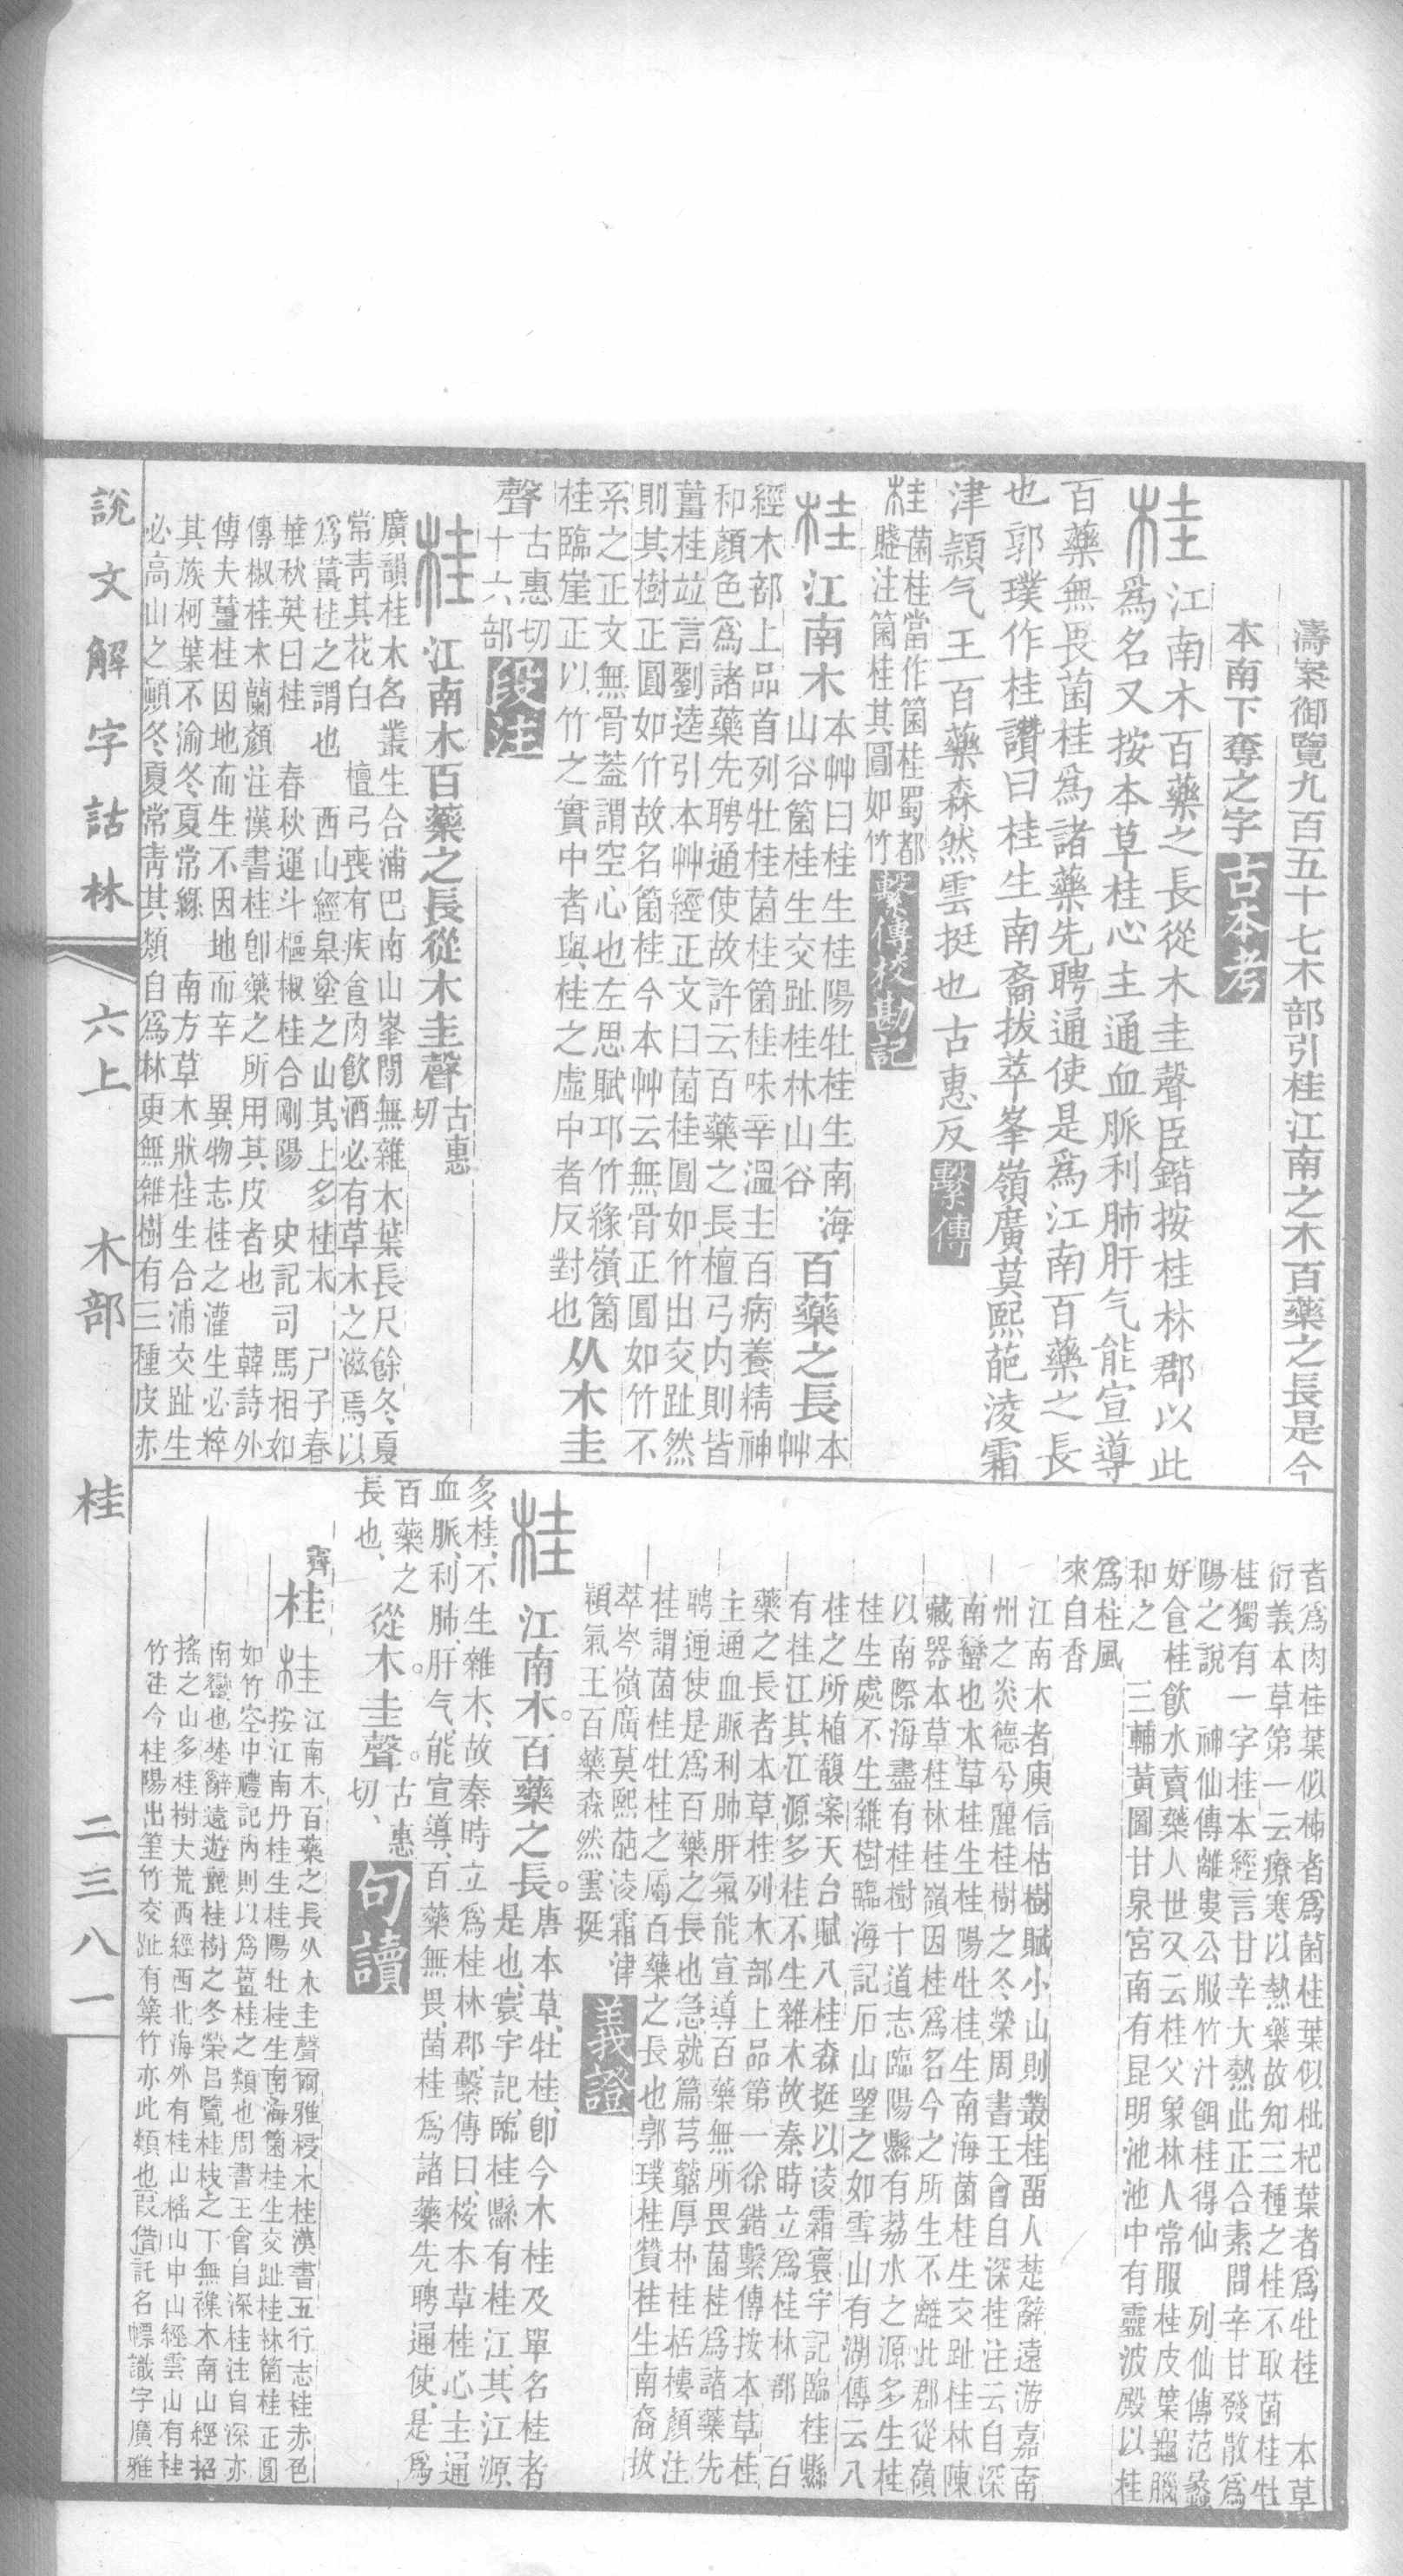 濤案御覽九百五十七木部引桂江南之木百藥之長是今
本南下奪之字古本考
桂江南木百藥之長從木圭聲臣鍇按桂林郡以此
爲名又按本草桂心主通血脈利肺肝气能宣導
百藥無畏菌桂爲諸藥先聘通使是爲江南百藥之長
也郭璞作桂讚曰桂生南裔拔萃峯嶺廣莫熙葩淩霜
津潁气王百藥森然雲挺也古惠反繫傳
桂菌桂當作箘桂蜀都
賤注箘桂其圓如竹繫傳校勘記
桂江南木本艸曰桂生桂陽牡桂生南海
山谷箘桂生交趾桂林山谷百藥之長本艸
經木部上品首列牡桂菌桂箘桂味辛溫主百病養精神
和顏色爲諸藥先聘通使故許云百藥之長檀弓内則皆
薑桂竝言劉逵引本艸經正文曰菌桂圓如竹出交趾然
則其樹正圓如竹故名箘桂今本艸云無骨正圓如竹不
系之正文無骨葢謂空心也左思賦邛竹緣嶺箘
桂臨崖正以竹之實中者與桂之虛中者反對也从木圭
聲古惠切
十六部段注
桂江南木百藥之長從木圭聲古惠
切
廣韻桂木名叢生合浦巴南山峯閒無雜木葉長尺餘冬夏
常靑其花白 檀弓喪有疾食肉飮酒必有草木之滋焉以
爲薑桂之謂也 西山經皋塗之山其上多桂木 尸子春
華秋英曰桂 春秋運斗樞椒桂合剛陽 史記司馬相如
傳椒桂木蘭顏注漢書桂卽藥之所用其皮者也 韓詩外
傳夫薑桂因地而生不因地而辛 異物志桂之灌生必粹
其族柯葉不渝冬夏常綠 南方草木狀桂生合浦交趾生
必高山之顚冬夏常靑其類自爲林更無雜樹有三種皮赤
者爲肉桂葉似柿者爲菌桂葉似枇杷葉者爲牡桂 本草
衍義本草第一云療寒以熱藥故知三種之桂不取菌桂牡
桂獨有一字桂本經言甘辛大熱此正合素問辛甘發散爲
陽之說 神仙傳離婁公服竹汁餌桂得仙 列仙傳范蠡
好食桂飮水賣藥人世又云桂父象林人常服桂皮葉龜腦
和之 三輔黃圖甘泉宮南有昆明池池中有靈波殿以桂
爲柱風
來自香
江南木者庾信枯樹賦小山則叢桂畱人楚辭遠游嘉南
州之炎德兮麗桂樹之冬榮周書王會自深桂注云自深
南蠻也本草桂生桂陽牡桂生南海菌桂生交趾桂林陳
藏器本草桂林桂嶺因桂爲名今之所生不離此郡從嶺
以南際海盡有桂樹十道志臨陽縣有荔水之源多生桂
桂生處不生雜樹臨海記石山望之如雪山有湖傳云八
桂之所植馥案天台賦八桂森挺以淩霜寰宇記臨桂縣
有桂江其江源多桂不生雜木故秦時立爲桂林郡 百
藥之長者本草桂列木部上品第一徐鍇繫傳按本草桂
主通血脈利肺肝氣能宣導百藥無所畏菌桂爲諸藥先
聘通使是爲百藥之長也急就篇芎藭厚朴桂栝樓顏注
桂謂菌桂牡桂之屬百藥之長也郭璞桂贊桂生南裔拔
萃岑嶺廣莫熙葩淩霜津
穎氣王百藥森然雲挺義證
桂江南木。百藥之長。唐本草、牡桂、卽今木桂及單名桂者
是也、寰宇記、臨桂縣有桂江、其江源
多桂、不生雜木、故秦時立爲桂林郡、繫傳曰、桉本草桂心主通
血脈、利肺肝气、能宣導百藥無畏、菌桂爲諸藥先聘通使、是爲
百藥之
長也、從木。圭聲。古惠
切、句讀
齊桂桂江南木百藥之長从木圭聲爾雅梫木桂漢書五行志桂赤色
按江南丹桂生桂陽牡桂生南海箘桂生交趾桂林箘桂正圓
如竹空中禮記内則以爲薑桂之類也周書王會自深桂注自深亦
南蠻也楚辭遠遊麗桂樹之冬榮呂覽桂枝之下無襍木南山經招
搖之山多桂樹大荒西經西北海外有桂山榣山中山經雲山有桂
竹注今桂陽出筀竹交趾有篥竹亦此類也叚借託名幖識字廣雅
說文解字詁林 六上 木部 桂 二三八一